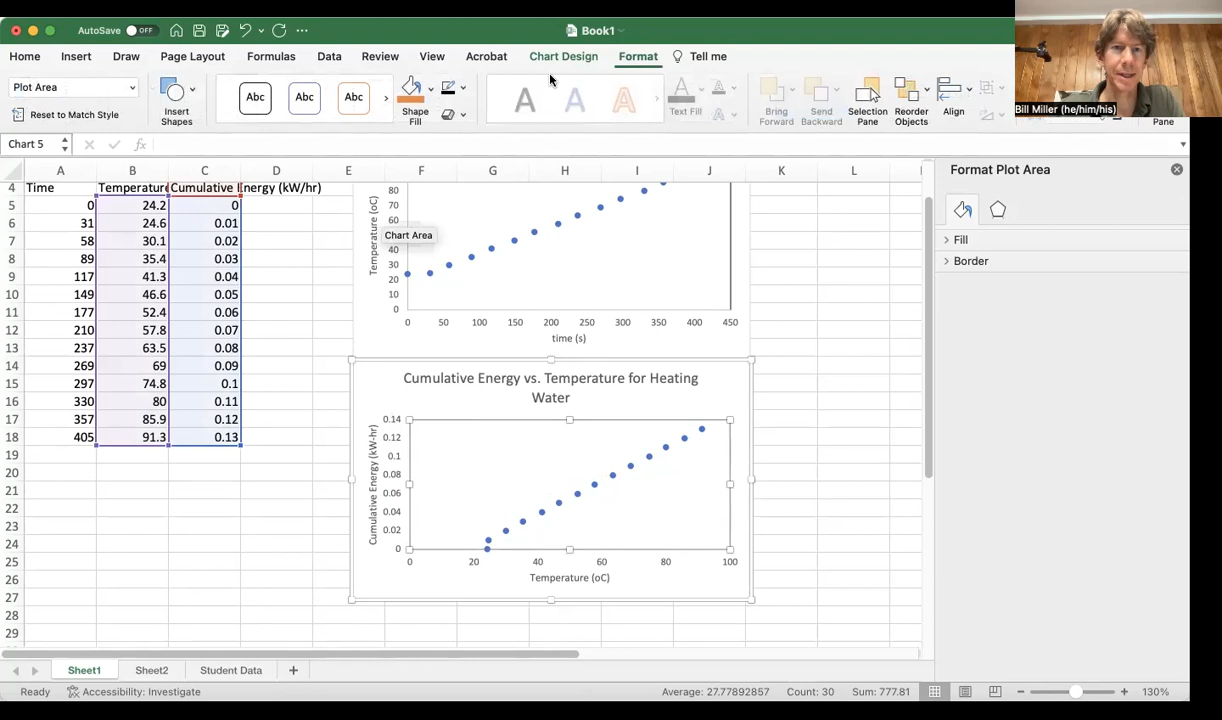 AutoSave OFF
Book1
Home Insert Draw Page Layout Formulas Data Review View Acrobat Chart Design Format Tell me
Plot Area
Reset to Match Style
Insert Shapes
Abc Abc Abc
Shape Fill
A A A
Text Fill
Bring Forward
Send Backward
Selection Pane
Reorder Objects
Align
Pane
Bill Miller (he/him/his)
Chart 5
fx
A B C D E F G H I J K L
4 Time Temperature Cumulative Energy (kW/hr)
5 0 24.2 0
6 31 24.6 0.01
7 58 30.1 0.02
8 89 35.4 0.03
9 117 41.3 0.04
10 149 46.6 0.05
11 177 52.4 0.06
12 210 57.8 0.07
13 237 63.5 0.08
14 269 69 0.09
15 297 74.8 0.1
16 330 80 0.11
17 357 85.9 0.12
18 405 91.3 0.13
19
20
21
22
23
24
25
26
27
28
29
Temperature (oC)
80
70
60
Chart Area
40
30
20
10
0
0 50 100 150 200 250 300 350 400 450
time (s)
Cumulative Energy vs. Temperature for Heating
Water
Cumulative Energy (kW-hr)
0.14
0.12
0.1
0.08
0.06
0.04
0.02
0
0 20 40 60 80 100
Temperature (oC)
Format Plot Area
Fill
Border
Sheet1 Sheet2 Student Data +
Ready Accessibility: Investigate Average: 27.77892857 Count: 30 Sum: 777.81 130%